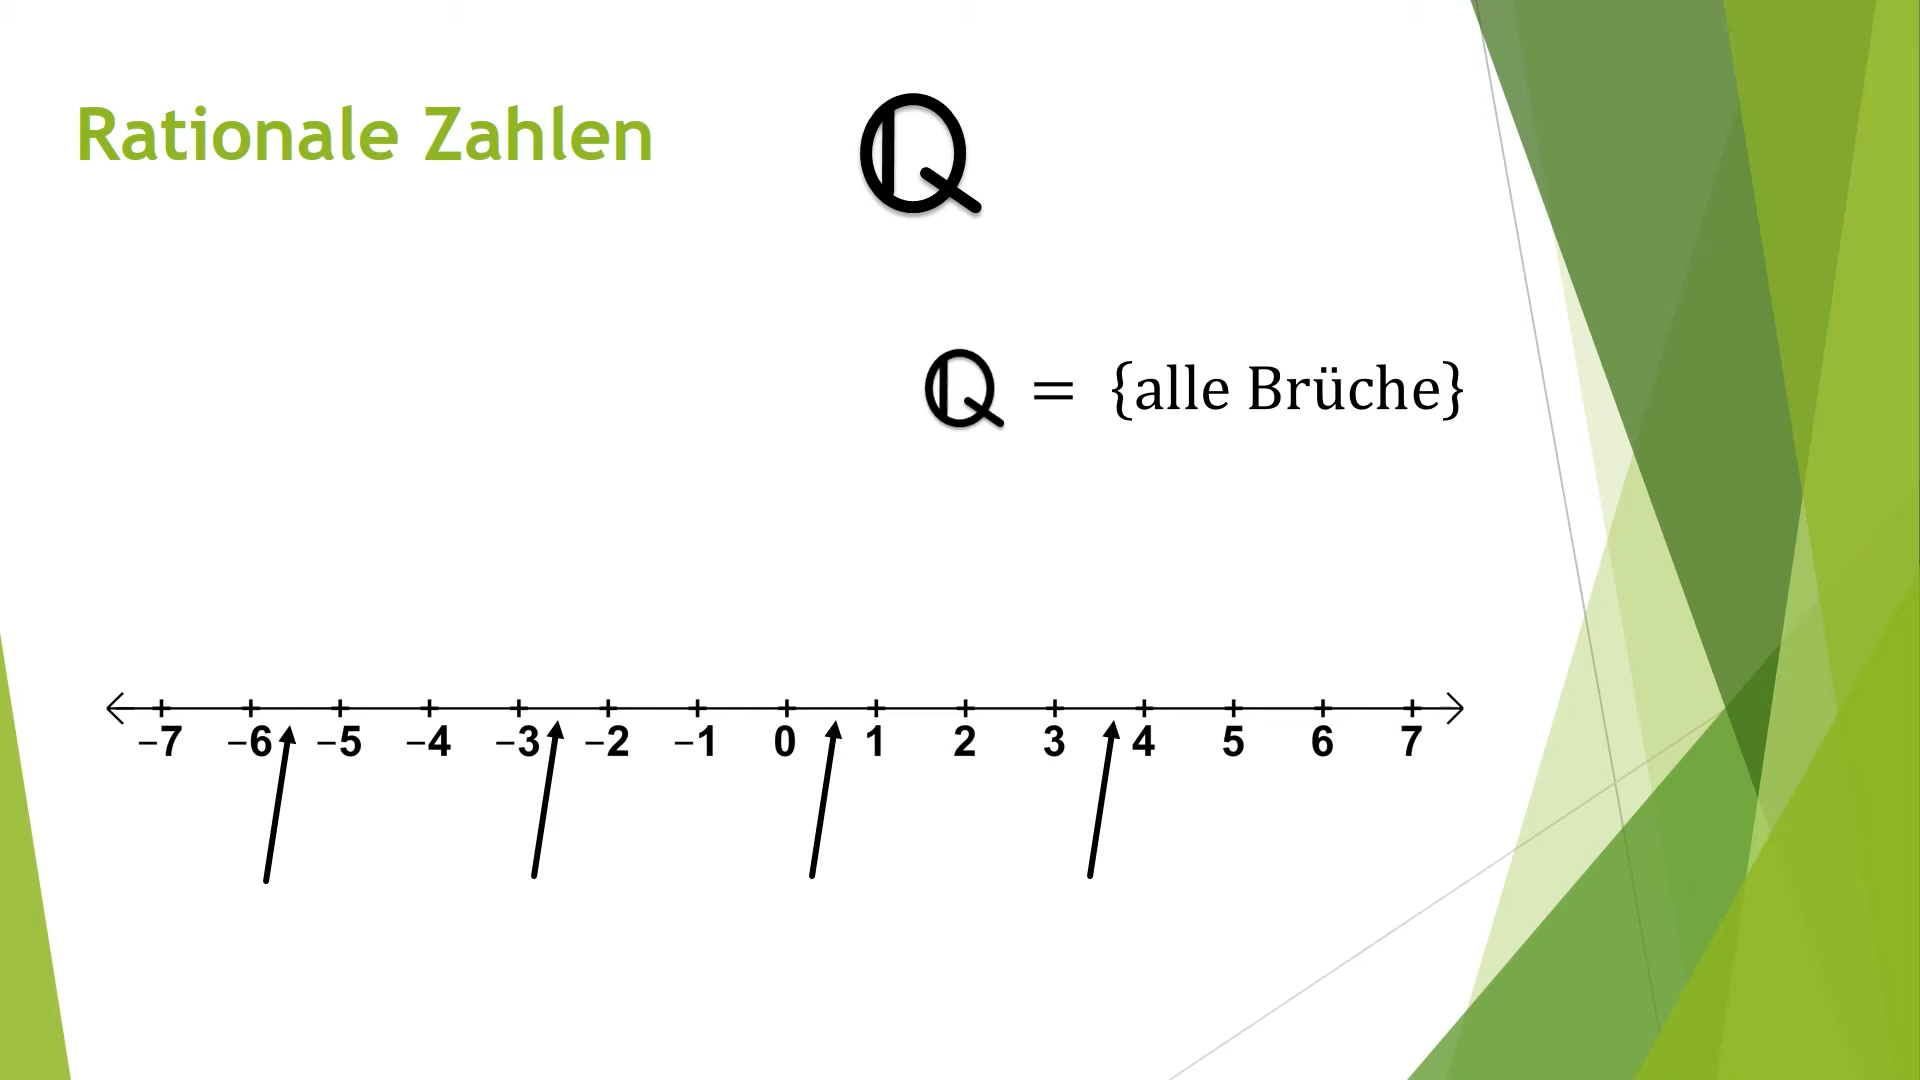 Rationale Zahlen
ℚ
ℚ = {alle Brüche}
−7 −6 −5 −4 −3 −2 −1 0 1 2 3 4 5 6 7